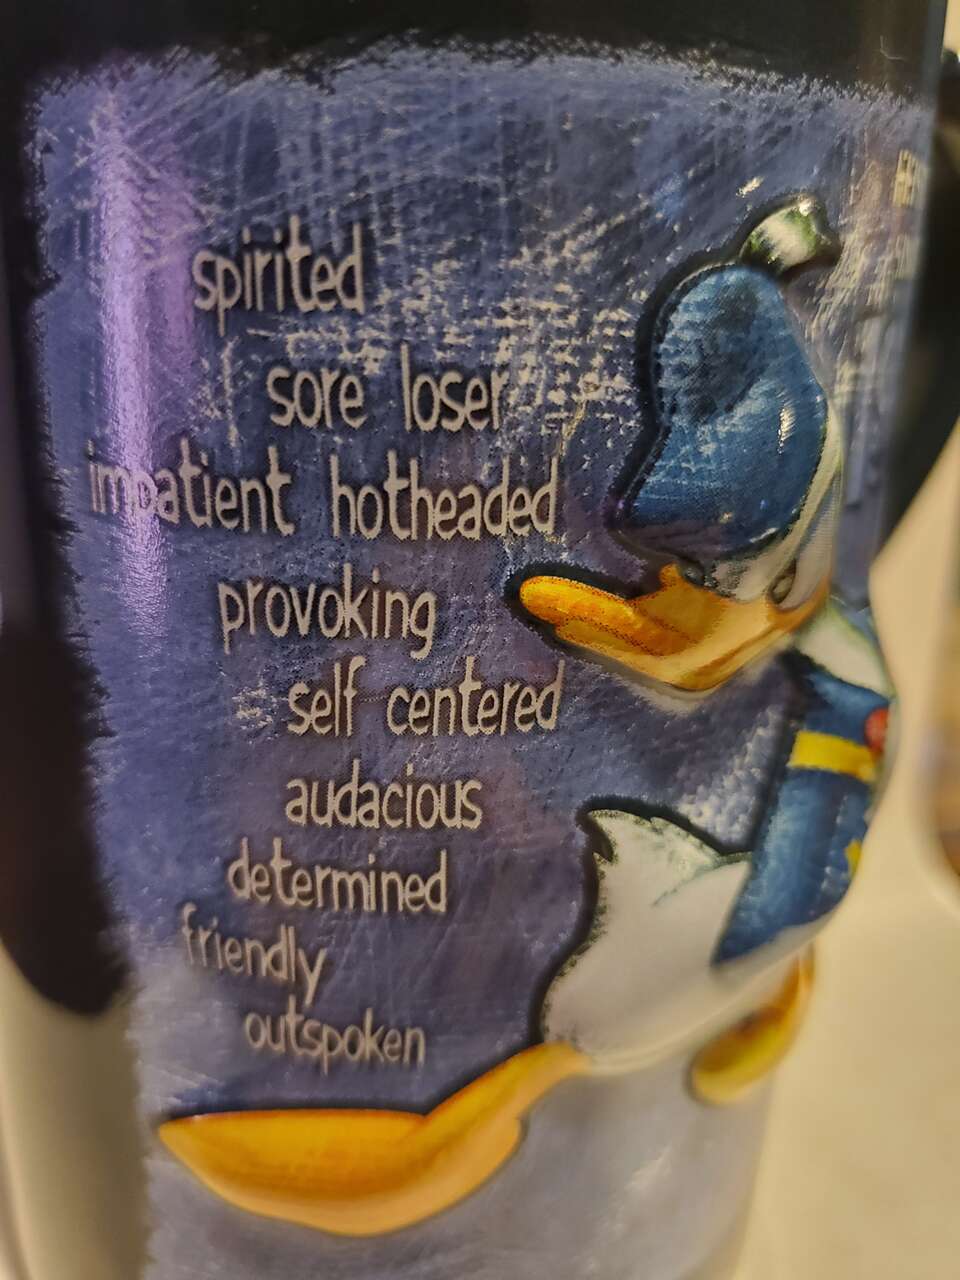 spirited
sore loser
impatient hotheaded
provoking
self centered
audacious
determined
friendly
outspoken